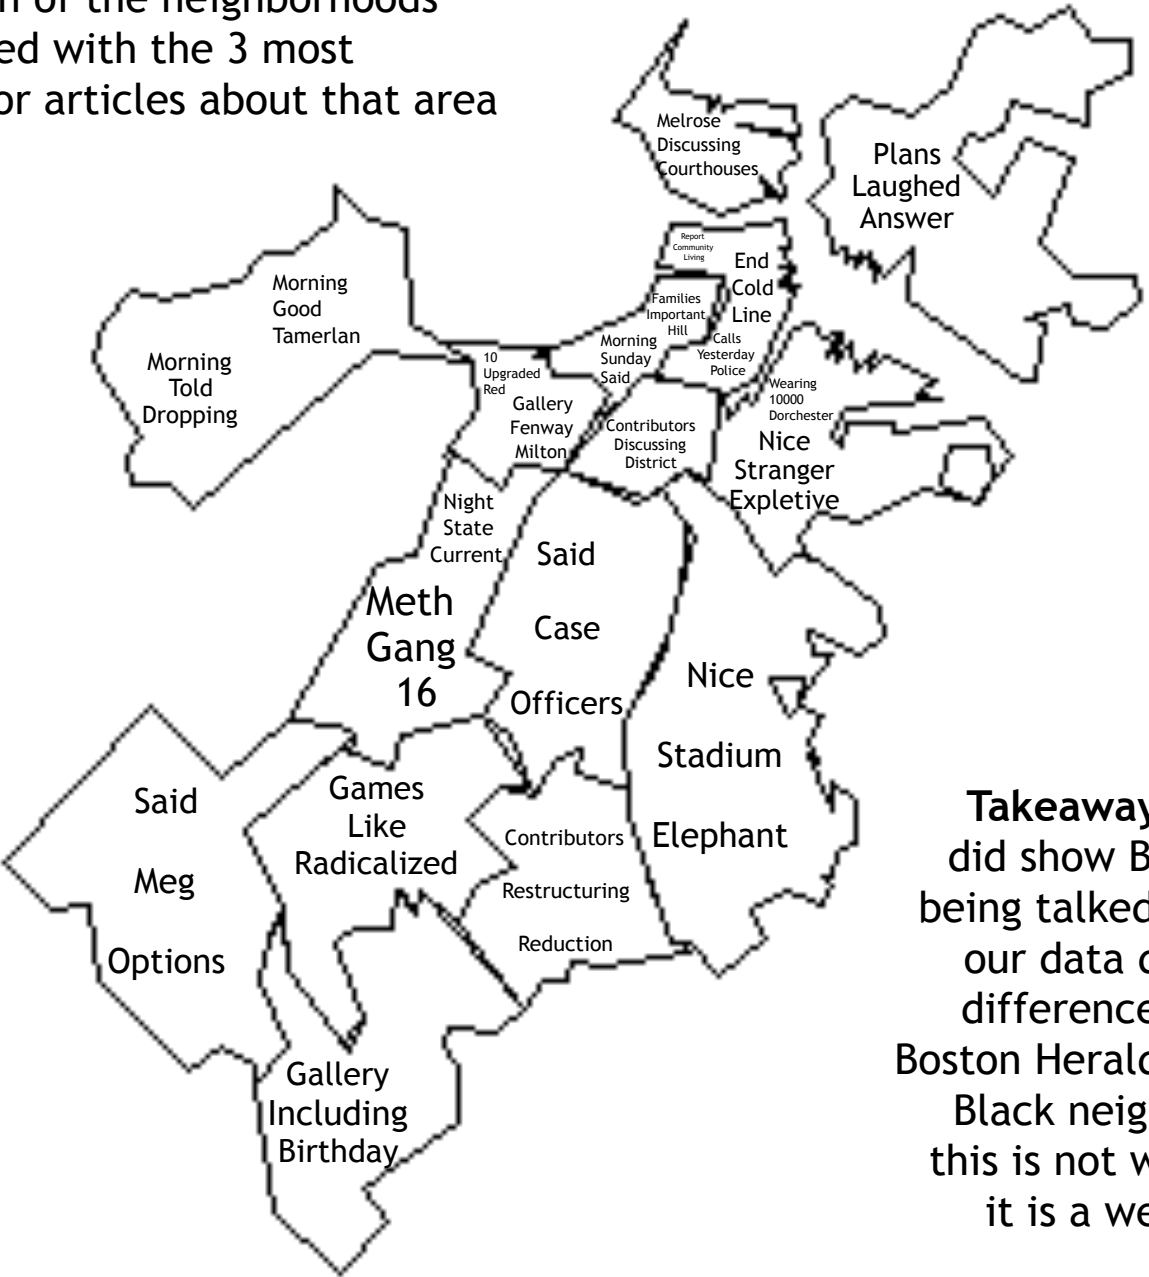 n of the neighborhoods
ed with the 3 most
or articles about that area
Melrose
Discussing
Courthouses
Plans
Laughed
Answer
Report
Community
Living
End
Cold
Line
Morning
Good
Tamerlan
Families
Important
Hill
Morning
Sunday
Said
Calls
Yesterday
Police
Morning
Told
Dropping
10
Upgraded
Red
Wearing
10000
Dorchester
Gallery
Fenway
Milton
Contributors
Discussing
District
Nice
Stranger
Expletive
Night
State
Current
Said
Case
Officers
Meth
Gang
16
Nice
Stadium
Elephant
Said
Meg
Options
Games
Like
Radicalized
Contributors
Restructuring
Reduction
Gallery
Including
Birthday
Takeaway
did show B
being talked
our data
difference
Boston Herald
Black neig
this is not w
it is a we